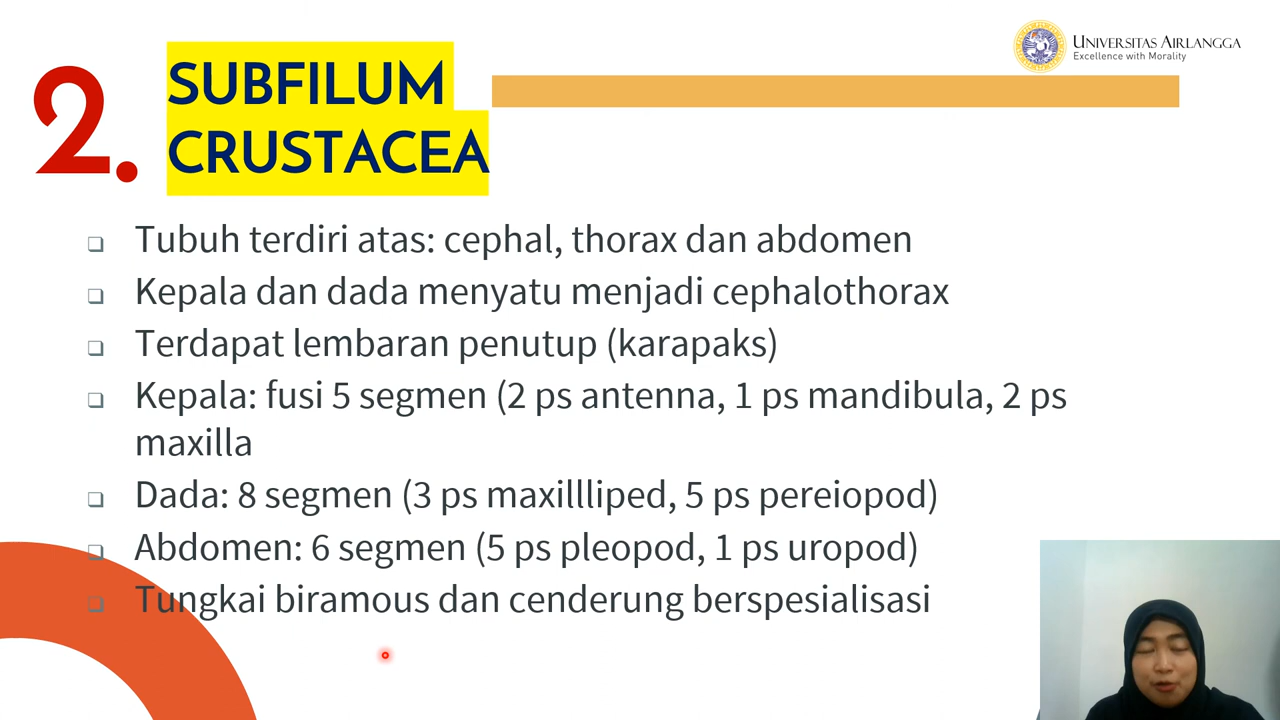 UNIVERSITAS AIRLANGGA
Excellence with Morality
2.
SUBFILUM
CRUSTACEA
❑ Tubuh terdiri atas: cephal, thorax dan abdomen
❑ Kepala dan dada menyatu menjadi cephalothorax
❑ Terdapat lembaran penutup (karapaks)
❑ Kepala: fusi 5 segmen (2 ps antenna, 1 ps mandibula, 2 ps
maxilla
❑ Dada: 8 segmen (3 ps maxillliped, 5 ps pereiopod)
❑ Abdomen: 6 segmen (5 ps pleopod, 1 ps uropod)
❑ Tungkai biramous dan cenderung berspesialisasi